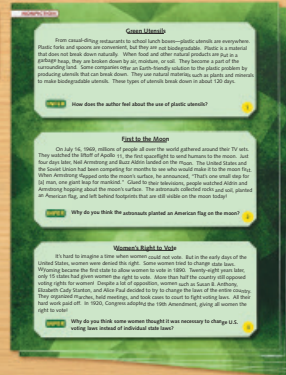 NONFICTION
Green Utensils
From casual-dining restaurants to school lunch boxes—plastic utensils are everywhere.
Plastic forks and spoons are convenient, but they are not biodegradable. Plastic is a material
that does not break down naturally. When food and other natural products are put in a
garbage heap, they are broken down by air, moisture, or soil. They become a part of the
surrounding land. Some companies offer an Earth-friendly solution to the plastic problem by
producing utensils that can break down. They use natural materials such as plants and minerals
to make biodegradable utensils. These types of utensils break down in about 120 days.
How does the author feel about the use of plastic utensils?
1
First to the Moon
On July 16, 1969, millions of people all over the world gathered around their TV sets.
They watched the liftoff of Apollo 11, the first spaceflight to send humans to the moon. Just
four days later, Neil Armstrong and Buzz Aldrin landed on the moon. The United States and
the Soviet Union had been competing for months to see who would make it to the moon first.
When Armstrong stepped onto the moon's surface, he announced, "That's one small step for
[a] man, one giant leap for mankind." Glued to their televisions, people watched Aldrin and
Armstrong hopping about the moon's surface. The astronauts collected rocks and soil, planted
an American flag, and left behind footprints that are still visible on the moon today!
Why do you think the astronauts planted an American flag on the moon?
2
Women's Right to Vote
It's hard to imagine a time when women could not vote. But in the early days of the
United States, women were denied this right. Some women tried to change state laws.
Wyoming became the first state to allow women to vote in 1890. Twenty-eight years later,
only 15 states had given women the right to vote. More than half the country still opposed
voting rights for women! Despite a lot of opposition, women such as Susan B. Anthony,
Elizabeth Cady Stanton, and Alice Paul decided to try to change the laws of the entire country.
They organized marches, held meetings, and took cases to court to fight voting laws. All their
hard work paid off. In 1920, Congress adopted the 19th Amendment, giving all women the
right to vote!
Why do you think some women thought it was necessary to change U.S.
voting laws instead of individual state laws?
3